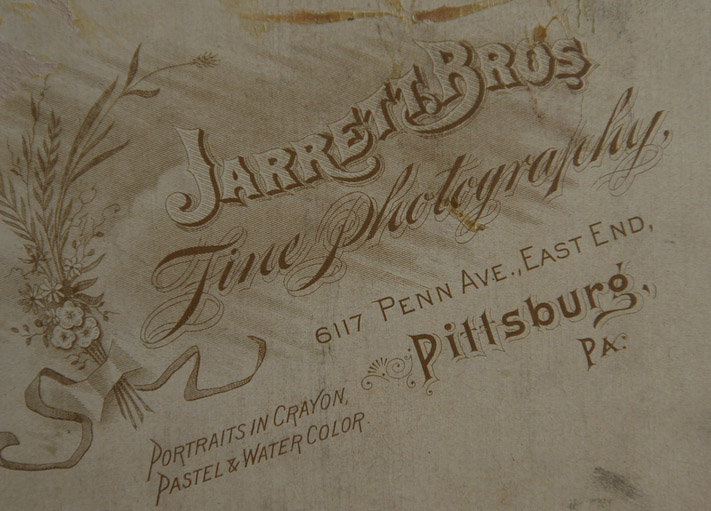 JARRETT BROS
Fine Photography,
6117 PENN AVE., EAST END,
Pittsburg,
PA:
PORTRAITS IN CRAYON,
PASTEL & WATER COLOR.